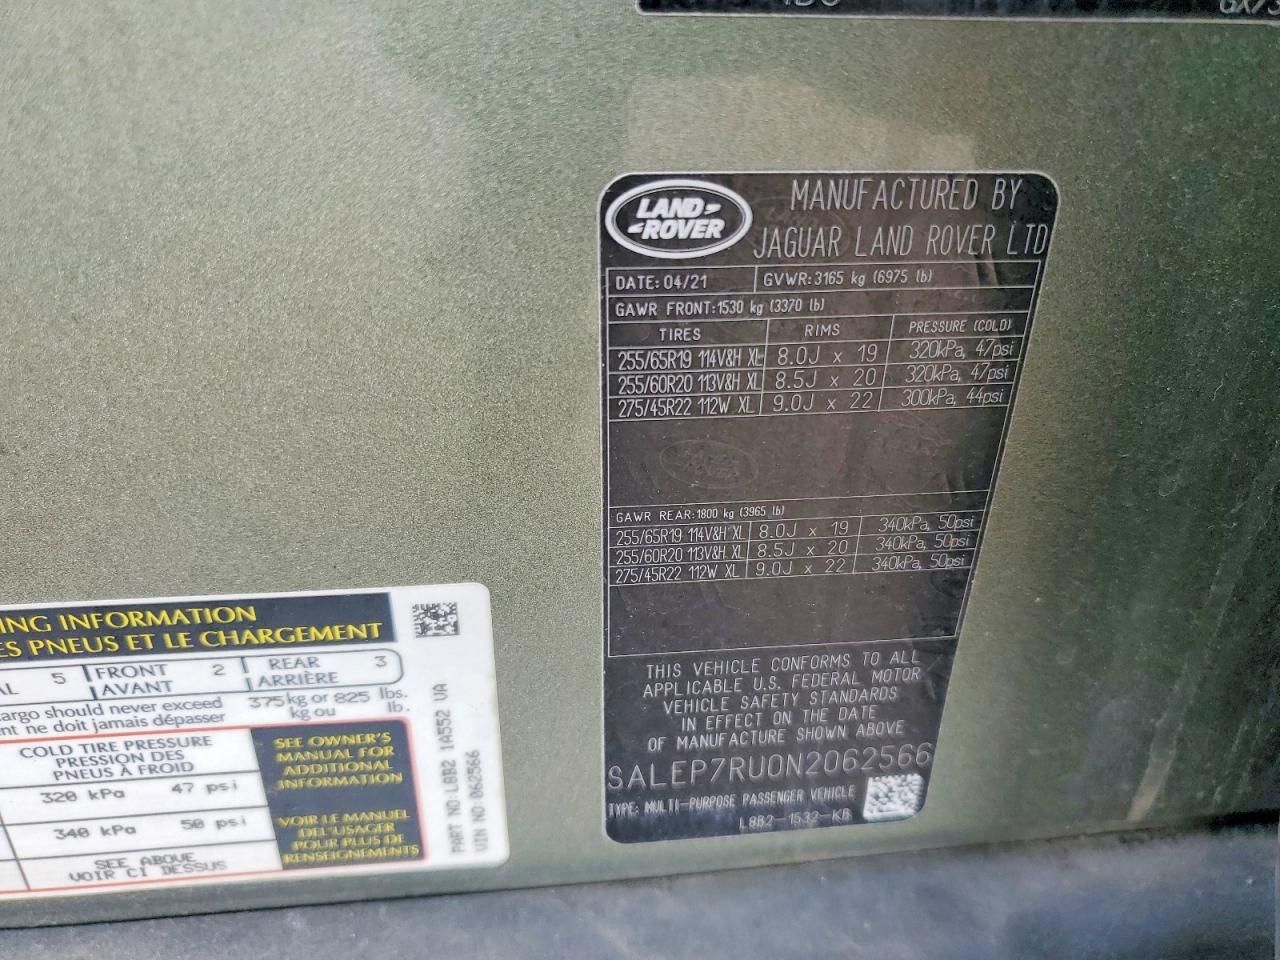 LAND ROVER
MANUFACTURED BY
JAGUAR LAND ROVER LTD
DATE: 04/21 GVWR: 3165 kg (6975 lb)
GAWR FRONT: 1530 kg (3370 lb)
TIRES RIMS PRESSURE (COLD)
255/65R19 114V&H XL 8.0J x 19 320kPa, 47psi
255/60R20 113V&H XL 8.5J x 20 320kPa, 47psi
275/45R22 112W XL 9.0J x 22 300kPa, 44psi
GAWR REAR: 1800 kg (3965 lb)
255/65R19 114V&H XL 8.0J x 19 340kPa, 50psi
255/60R20 113V&H XL 8.5J x 20 340kPa, 50psi
275/45R22 112W XL 9.0J x 22 340kPa, 50psi
THIS VEHICLE CONFORMS TO ALL
APPLICABLE U.S. FEDERAL MOTOR
VEHICLE SAFETY STANDARDS
IN EFFECT ON THE DATE
OF MANUFACTURE SHOWN ABOVE
SALEP7RU0N2062566
TYPE: MULTI-PURPOSE PASSENGER VEHICLE
L8B2-1532-KB
ING INFORMATION
ES PNEUS ET LE CHARGEMENT
AL 5 FRONT AVANT 2 REAR ARRIÈRE 3
cargo should never exceed 375 kg or 825 lbs.
nt ne doit jamais dépasser kg ou lb.
COLD TIRE PRESSURE
PRESSION DES
PNEUS À FROID
320 kPa 47 psi
340 kPa 50 psi
SEE ABOVE
VOIR CI DESSUS
SEE OWNER'S
MANUAL FOR
ADDITIONAL
INFORMATION
VOIR LE MANUEL
DEL'USAGER
POUR PLUS DE
RENSEIGNEMENTS
PART NO:L8B2 1A552 VA
VIN NO 062566